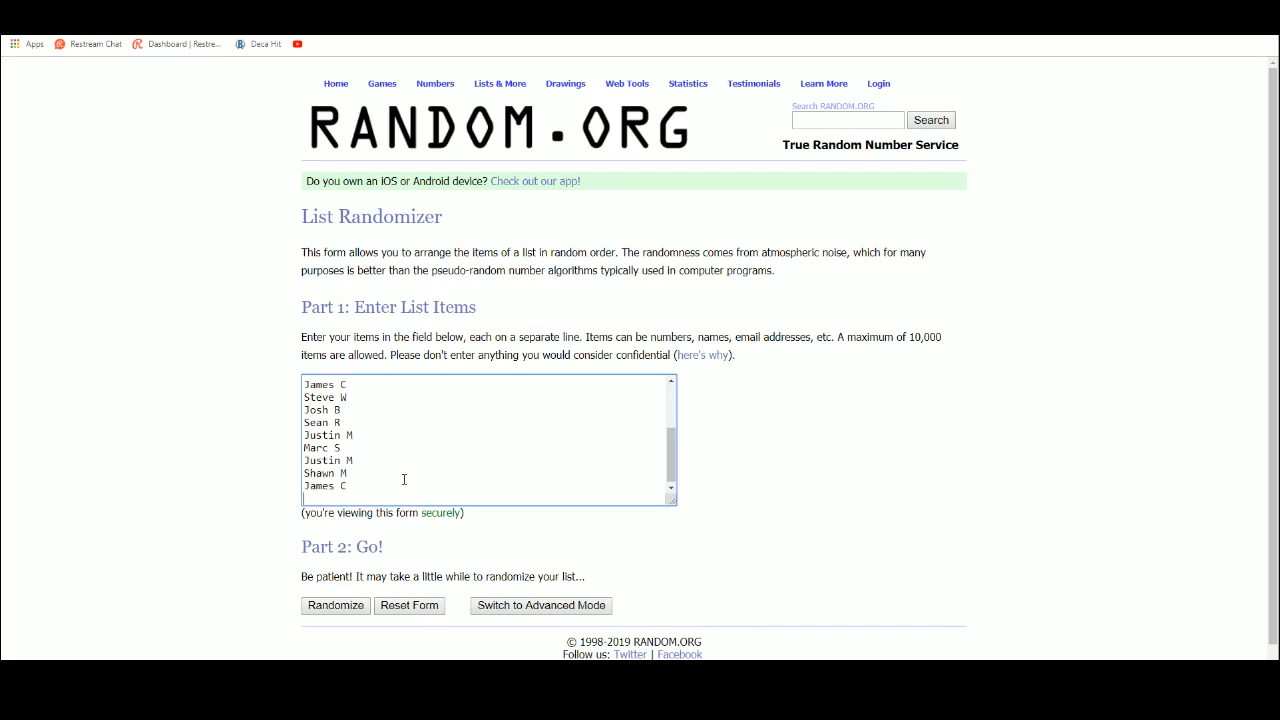 Apps Restream Chat Dashboard | Restre... Deca Hit
Home Games Numbers Lists & More Drawings Web Tools Statistics Testimonials Learn More Login
RANDOM.ORG
Search RANDOM.ORG
Search
True Random Number Service
Do you own an iOS or Android device? Check out our app!
List Randomizer
This form allows you to arrange the items of a list in random order. The randomness comes from atmospheric noise, which for many
purposes is better than the pseudo-random number algorithms typically used in computer programs.
Part 1: Enter List Items
Enter your items in the field below, each on a separate line. Items can be numbers, names, email addresses, etc. A maximum of 10,000
items are allowed. Please don't enter anything you would consider confidential (here's why).
James C
Steve W
Josh B
Sean R
Justin M
Marc S
Justin M
Shawn M
James C
(you're viewing this form securely)
Part 2: Go!
Be patient! It may take a little while to randomize your list...
Randomize Reset Form Switch to Advanced Mode
© 1998-2019 RANDOM.ORG
Follow us: Twitter | Facebook